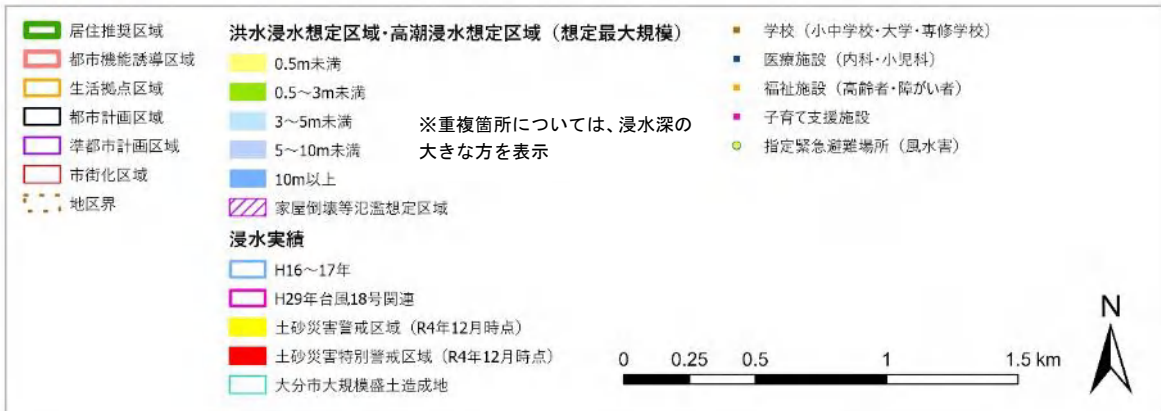 居住推奨区域
都市機能誘導区域
生活拠点区域
都市計画区域
準都市計画区域
市街化区域
地区界
洪水浸水想定区域・高潮浸水想定区域（想定最大規模）
0.5m未満
0.5～3m未満
3～5m未満
5～10m未満
10m以上
家屋倒壊等氾濫想定区域
※重複箇所については、浸水深の
大きな方を表示
浸水実績
H16～17年
H29年台風18号関連
土砂災害警戒区域（R4年12月時点）
土砂災害特別警戒区域（R4年12月時点）
大分市大規模盛土造成地
学校（小中学校・大学・専修学校）
医療施設（内科・小児科）
福祉施設（高齢者・障がい者）
子育て支援施設
指定緊急避難場所（風水害）
0 0.25 0.5 1 1.5 km
N